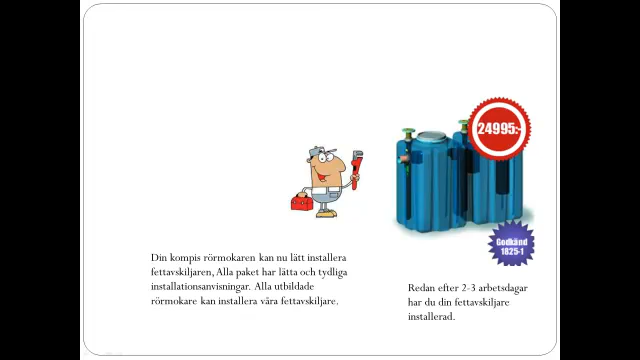 24995:-
Godkänd
1825-1
Din kompis rörmokaren kan nu lätt installera
fettavskiljaren, Alla paket har lätta och tydliga
installationsanvisningar. Alla utbildade
rörmokare kan installera våra fettavskiljare.
Redan efter 2-3 arbetsdagar
har du din fettavskiljare
installerad.